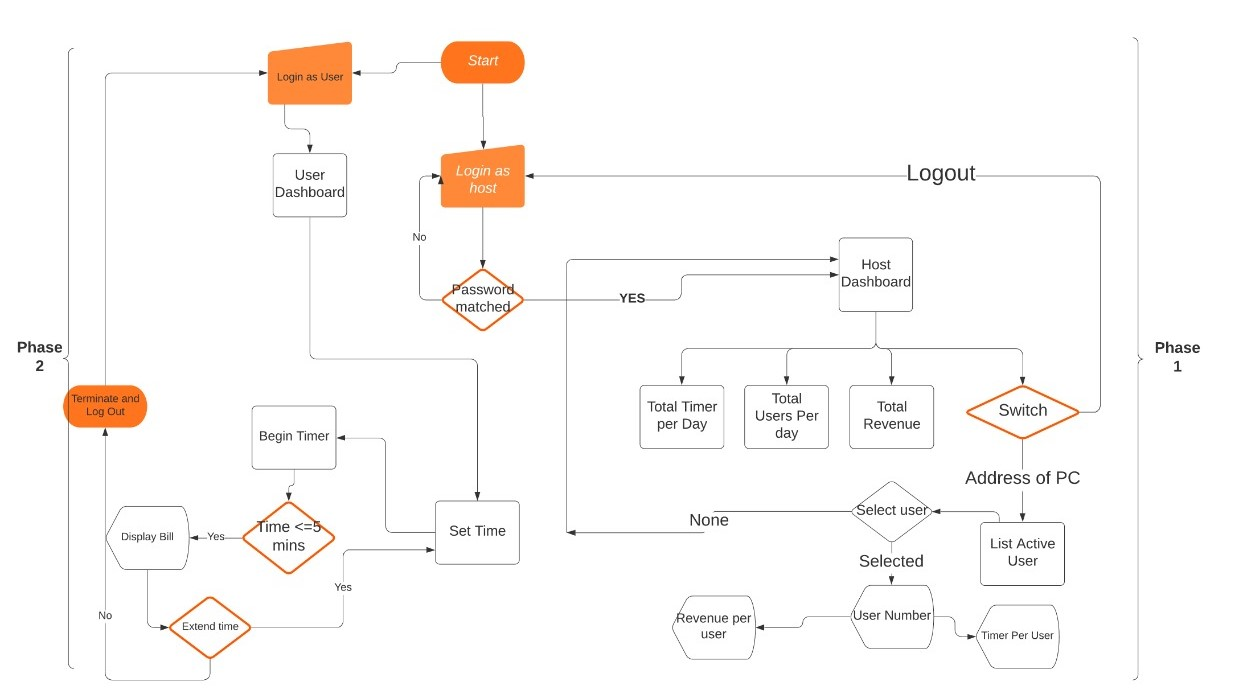 Start
Login as User
Login as
host
Logout
User
Dashboard
No
Host
Dashboard
Password
matched
YES
Phase
2
Phase
1
Terminate and
Log Out
Total Timer
per Day
Total
Users Per
day
Total
Revenue
Switch
Begin Timer
Address of PC
Select user
None
Time <=5
mins
Yes
Display Bill
Set Time
List Active
User
Selected
Yes
No
Extend time
Revenue per
user
User Number
Timer Per User